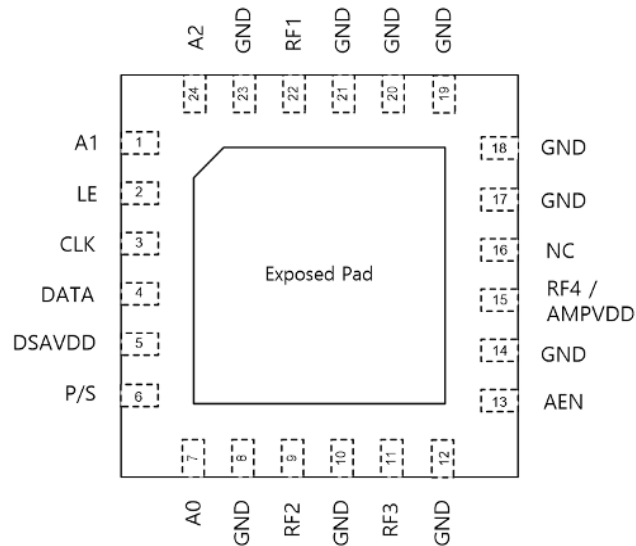 A2 GND RF1 GND GND GND
24 23 22 21 20 19
A1 1 18 GND
LE 2 17 GND
CLK 3 16 NC
Exposed Pad
DATA 4 15 RF4 /
AMPVDD
DSAVDD 5 14 GND
P/S 6 13 AEN
7 8 9 10 11 12
A0 GND RF2 GND RF3 GND